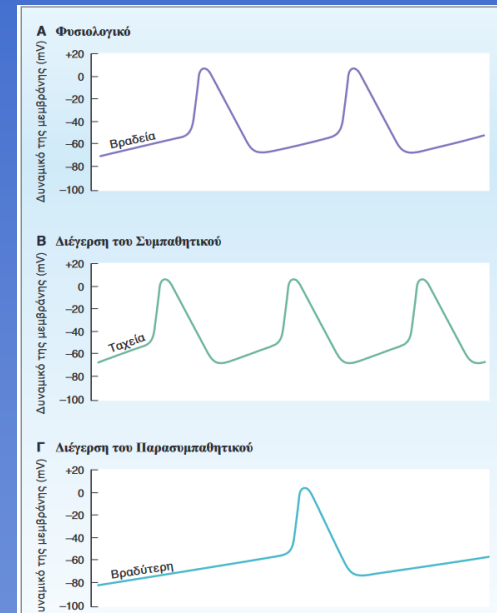 A Φυσιολογικό
Δυναμικό της μεμβράνης (mV)
+20
0
–20
–40
–60
–80
–100
Βραδεία
B Διέγερση του Συμπαθητικού
Δυναμικό της μεμβράνης (mV)
+20
0
–20
–40
–60
–80
–100
Ταχεία
Γ Διέγερση του Παρασυμπαθητικού
υναμικό της μεμβράνης (mV)
+20
0
–20
–40
–60
–80
–100
Βραδύτερη